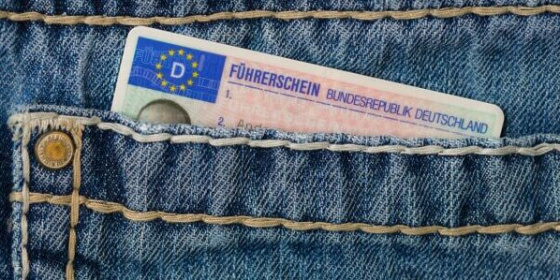 D
FÜHRERSCHEIN BUNDESREPUBLIK DEUTSCHLAND
1.
2.